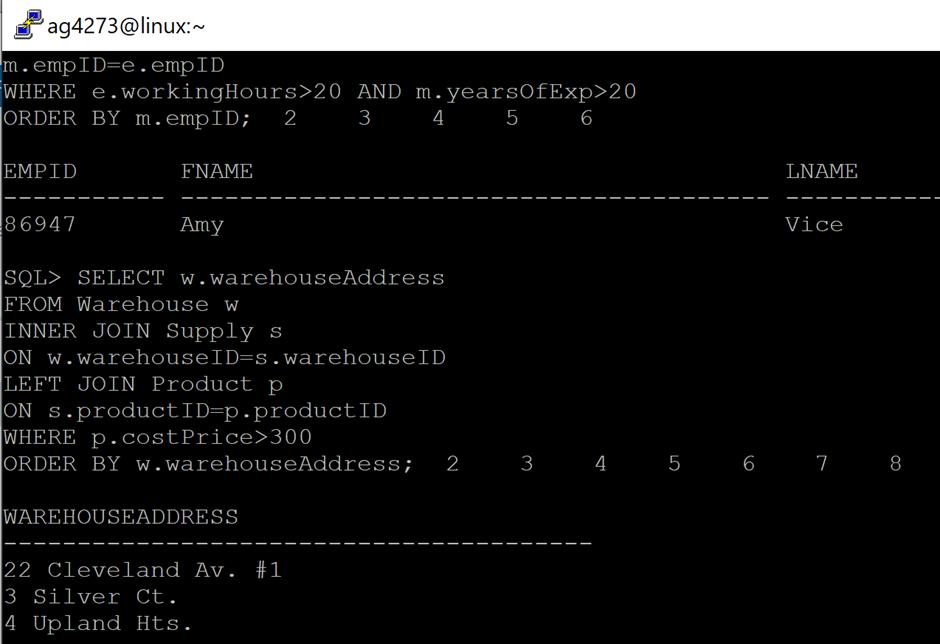 ag4273@linux:~
m.empID=e.empID
WHERE e.workingHours>20 AND m.yearsOfExp>20
ORDER BY m.empID;  2    3    4    5    6
EMPID       FNAME                                    LNAME
----------- ---------------------------------------- -----------
86947       Amy                                      Vice
SQL> SELECT w.warehouseAddress
FROM Warehouse w
INNER JOIN Supply s
ON w.warehouseID=s.warehouseID
LEFT JOIN Product p
ON s.productID=p.productID
WHERE p.costPrice>300
ORDER BY w.warehouseAddress;  2    3    4    5    6    7    8
WAREHOUSEADDRESS
----------------------------------------
22 Cleveland Av. #1
3 Silver Ct.
4 Upland Hts.